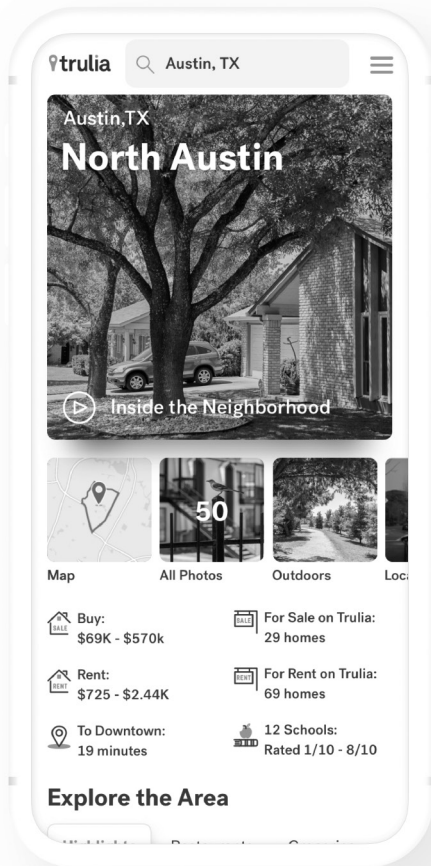 trulia
Austin, TX
Austin,TX
North Austin
Inside the Neighborhood
50
Map
All Photos
Outdoors
SALE
Buy:
$69K - $570k
SALE
For Sale on Trulia:
29 homes
RENT
Rent:
$725 - $2.44K
RENT
For Rent on Trulia:
69 homes
To Downtown:
19 minutes
12 Schools:
Rated 1/10 - 8/10
Explore the Area